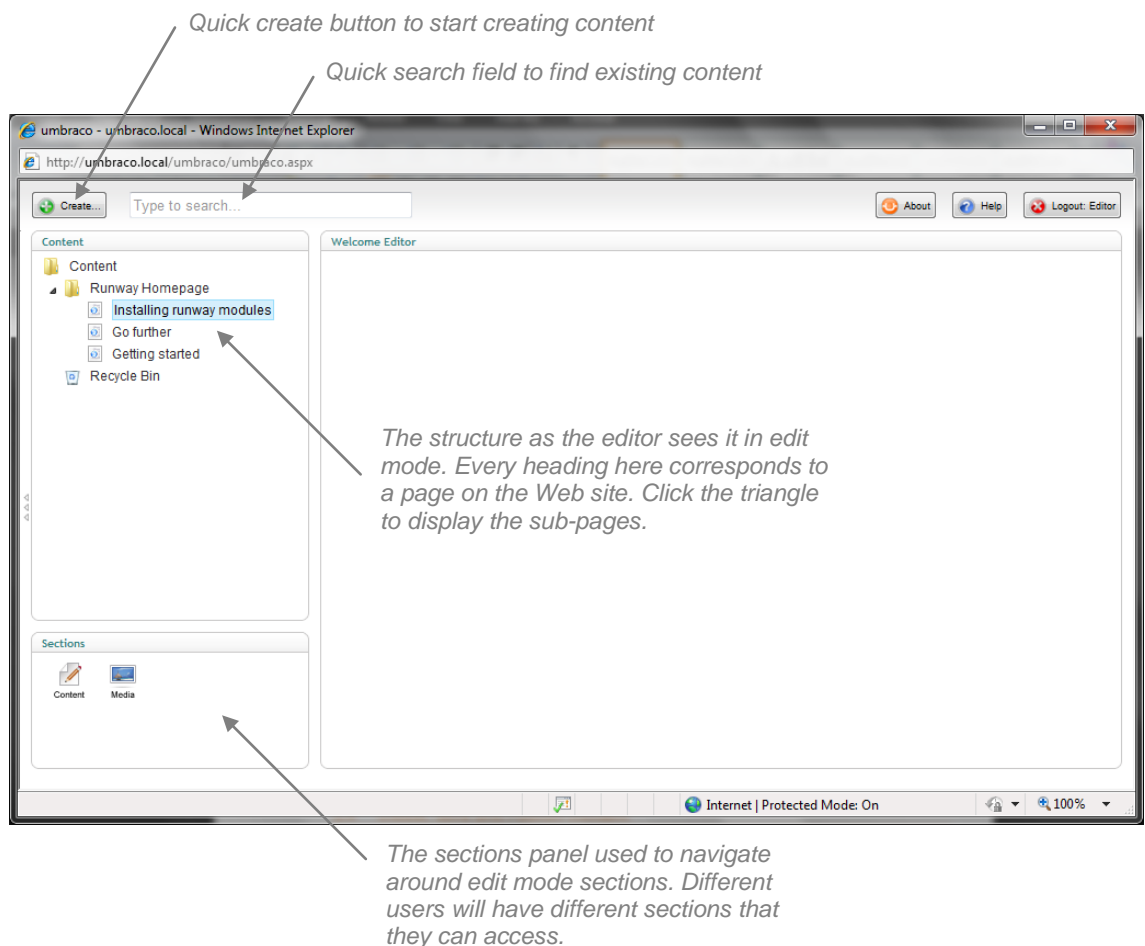 Quick create button to start creating content
Quick search field to find existing content
umbraco - umbraco.local - Windows Internet Explorer
http://umbraco.local/umbraco/umbraco.aspx
Create... Type to search... About Help Logout: Editor
Content Welcome Editor
Content
Runway Homepage
Installing runway modules
Go further
Getting started
Recycle Bin
The structure as the editor sees it in edit
mode. Every heading here corresponds to
a page on the Web site. Click the triangle
to display the sub-pages.
Sections
Content Media
Internet | Protected Mode: On 100%
The sections panel used to navigate
around edit mode sections. Different
users will have different sections that
they can access.